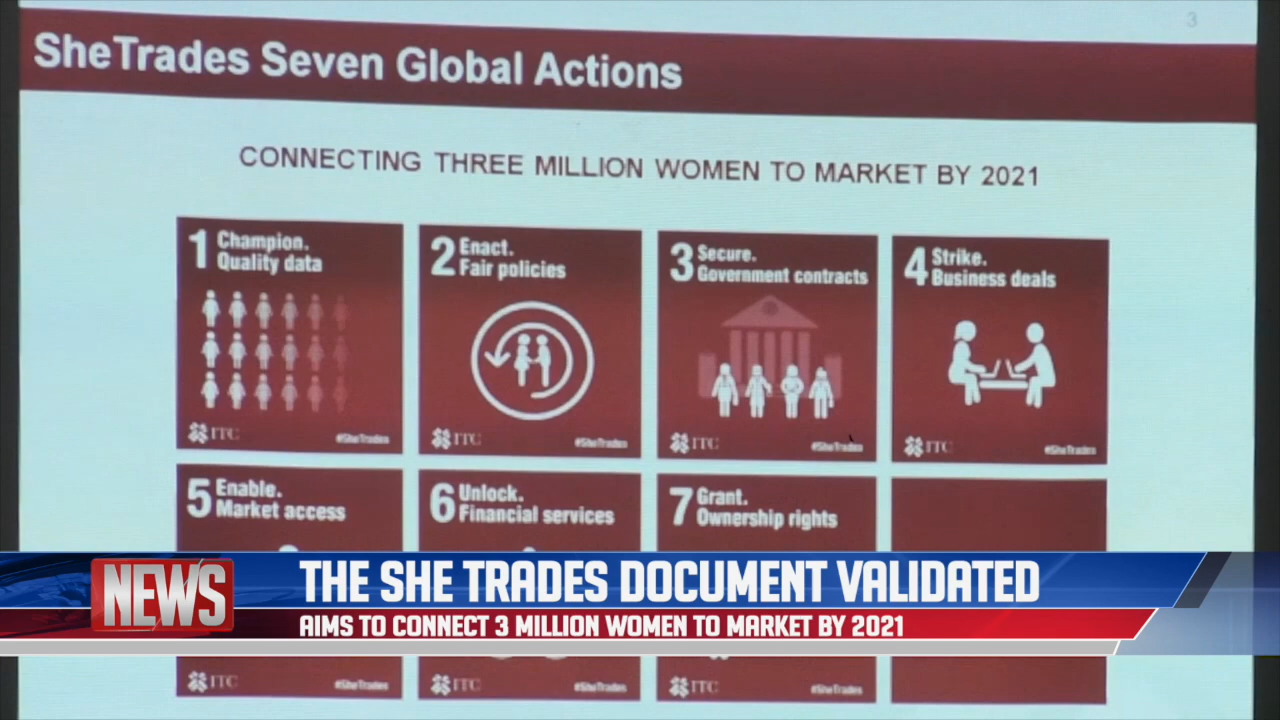 3
SheTrades Seven Global Actions
CONNECTING THREE MILLION WOMEN TO MARKET BY 2021
1 Champion.
Quality data
ITC #SheTrades
2 Enact.
Fair policies
ITC #SheTrades
3 Secure.
Government contracts
ITC #SheTrades
4 Strike.
Business deals
ITC #SheTrades
5 Enable.
Market access
6 Unlock.
Financial services
7 Grant.
Ownership rights
NEWS
THE SHE TRADES DOCUMENT VALIDATED
AIMS TO CONNECT 3 MILLION WOMEN TO MARKET BY 2021
ITC #SheTrades
ITC #SheTrades
ITC #SheTrades